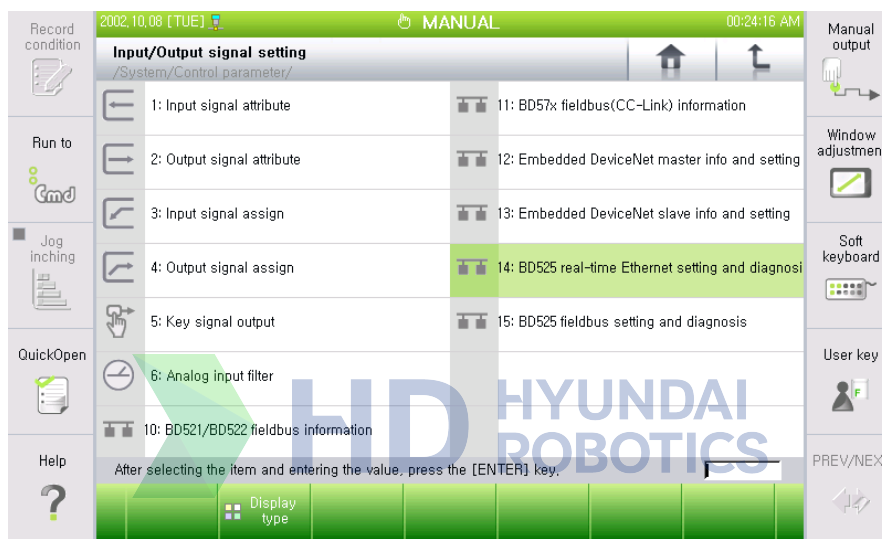 2002,10,08 [TUE]
MANUAL
00:24:16 AM
Record
condition
Run to
Cmd
Jog
inching
QuickOpen
Help
Input/Output signal setting
/System/Control parameter/
1: Input signal attribute
2: Output signal attribute
3: Input signal assign
4: Output signal assign
5: Key signal output
6: Analog input filter
10: BD521/BD522 fieldbus information
11: BD57x fieldbus(CC-Link) information
12: Embedded DeviceNet master info and setting
13: Embedded DeviceNet slave info and setting
14: BD525 real-time Ethernet setting and diagnosi
15: BD525 fieldbus setting and diagnosis
HD HYUNDAI
ROBOTICS
After selecting the item and entering the value, press the [ENTER] key,
Display
type
Manual
output
Window
adjustmen
Soft
keyboard
User key
F
PREV/NEX